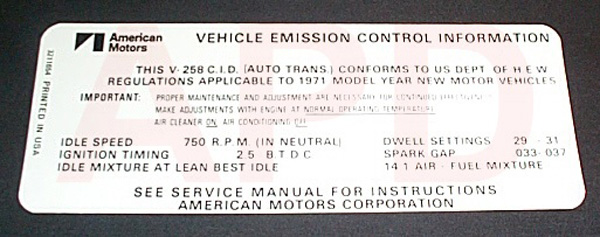 American Motors
VEHICLE EMISSION CONTROL INFORMATION
THIS V-258 C.I.D. (AUTO TRANS) CONFORMS TO US DEPT OF H E W
REGULATIONS APPLICABLE TO 1971 MODEL YEAR NEW MOTOR VEHICLES
IMPORTANT: PROPER MAINTENANCE AND ADJUSTMENT ARE NECESSARY FOR CONTINUED EFFECTIVENESS
MAKE ADJUSTMENTS WITH ENGINE AT NORMAL OPERATING TEMPERATURE
AIR CLEANER ON, AIR CONDITIONING OFF
IDLE SPEED 750 R.P.M. (IN NEUTRAL) DWELL SETTINGS 29 - 31
IGNITION TIMING 2.5 B T D C SPARK GAP 033-037
IDLE MIXTURE AT LEAN BEST IDLE 14 1 AIR - FUEL MIXTURE
SEE SERVICE MANUAL FOR INSTRUCTIONS
AMERICAN MOTORS CORPORATION
3211654 PRINTED IN USA
APD